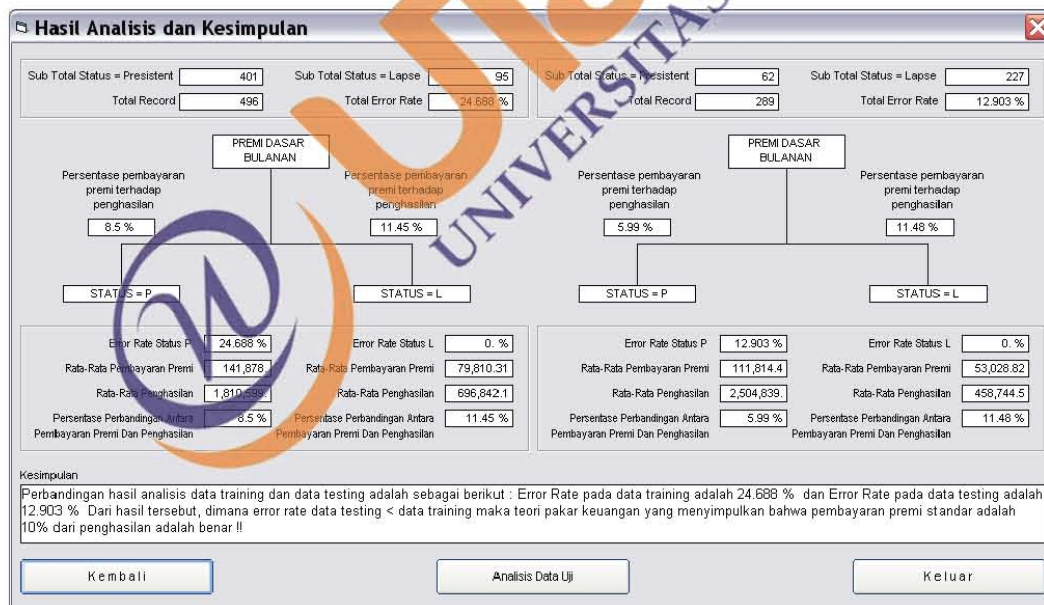 Hasil Analisis dan Kesimpulan
Sub Total Status = Presistent 401 Sub Total Status = Lapse 95
Total Record 496 Total Error Rate 24.688 %
Sub Total Status = Presistent 62 Sub Total Status = Lapse 227
Total Record 289 Total Error Rate 12.903 %
PREMI DASAR
BULANAN
Persentase pembayaran
premi terhadap
penghasilan
8.5 %
Persentase pembayaran
premi terhadap
penghasilan
11.45 %
STATUS = P
STATUS = L
PREMI DASAR
BULANAN
Persentase pembayaran
premi terhadap
penghasilan
5.99 %
Persentase pembayaran
premi terhadap
penghasilan
11.48 %
STATUS = P
STATUS = L
Error Rate Status P 24.688 % Error Rate Status L 0. %
Rata-Rata Pembayaran Premi 141,878. Rata-Rata Pembayaran Premi 79,810.31
Rata-Rata Penghasilan 1,810,599. Rata-Rata Penghasilan 696,842.1
Persentase Perbandingan Antara 8.5 % Persentase Perbandingan Antara 11.45 %
Pembayaran Premi Dan Penghasilan Pembayaran Premi Dan Penghasilan
Error Rate Status P 12.903 % Error Rate Status L 0. %
Rata-Rata Pembayaran Premi 111,814.4 Rata-Rata Pembayaran Premi 53,028.82
Rata-Rata Penghasilan 2,504,839. Rata-Rata Penghasilan 458,744.5
Persentase Perbandingan Antara 5.99 % Persentase Perbandingan Antara 11.48 %
Pembayaran Premi Dan Penghasilan Pembayaran Premi Dan Penghasilan
Kesimpulan
Perbandingan hasil analisis data training dan data testing adalah sebagai berikut : Error Rate pada data training adalah 24.688 % dan Error Rate pada data testing adalah
12.903 % Dari hasil tersebut, dimana error rate data testing < data training maka teori pakar keuangan yang menyimpulkan bahwa pembayaran premi standar adalah
10% dari penghasilan adalah benar !!
Kembali
Analisis Data Uji
Keluar
UNIVERSITAS